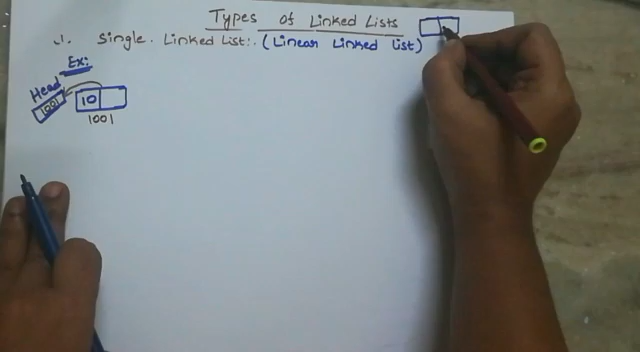 Types of Linked Lists
1. Single Linked List:. (Linear Linked List)
Ex:
Head
1001
10
1001